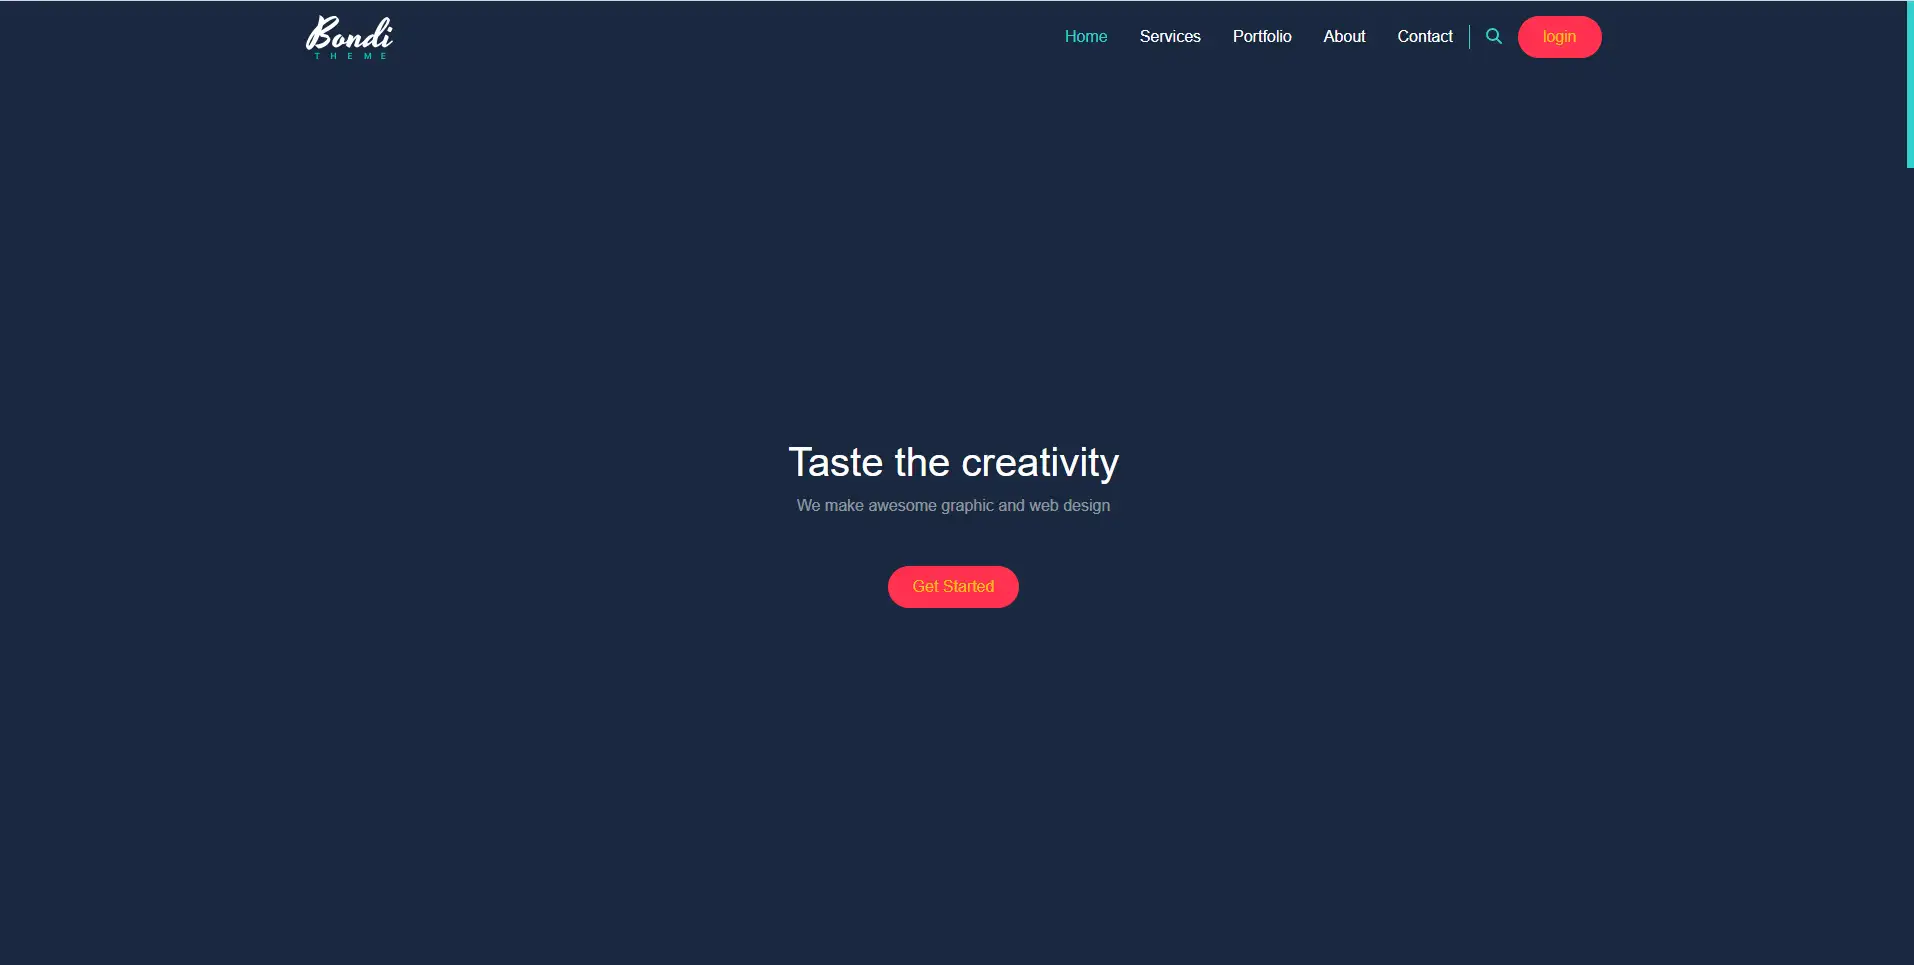 Bondi
THEME
Home Services Portfolio About Contact login
Taste the creativity
We make awesome graphic and web design
Get Started